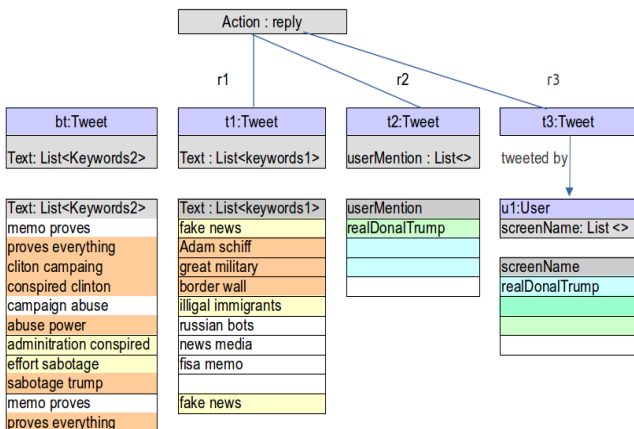 Action : reply
r1
r2
r3
bt:Tweet
Text: List<Keywords2>
t1:Tweet
Text : List<keywords1>
t2:Tweet
userMention : List<>
t3:Tweet
tweeted by
Text: List<Keywords2>
memo proves
proves everything
cliton campaing
conspired clinton
campaign abuse
abuse power
adminitration conspired
effort sabotage
sabotage trump
memo proves
proves everything
Text : List<keywords1>
fake news
Adam schiff
great military
border wall
illigal immigrants
russian bots
news media
fisa memo
fake news
userMention
realDonalTrump
u1:User
screenName: List <>
screenName
realDonalTrump